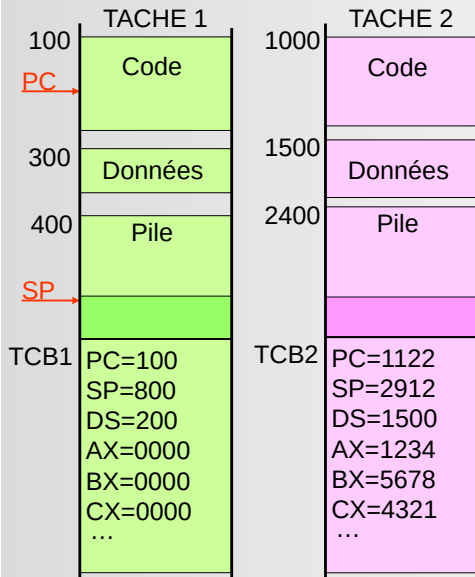 TACHE 1
100
Code
PC
300
Données
400
Pile
SP
TCB1
PC=100
SP=800
DS=200
AX=0000
BX=0000
CX=0000
…
TACHE 2
1000
Code
1500
Données
2400
Pile
TCB2
PC=1122
SP=2912
DS=1500
AX=1234
BX=5678
CX=4321
…